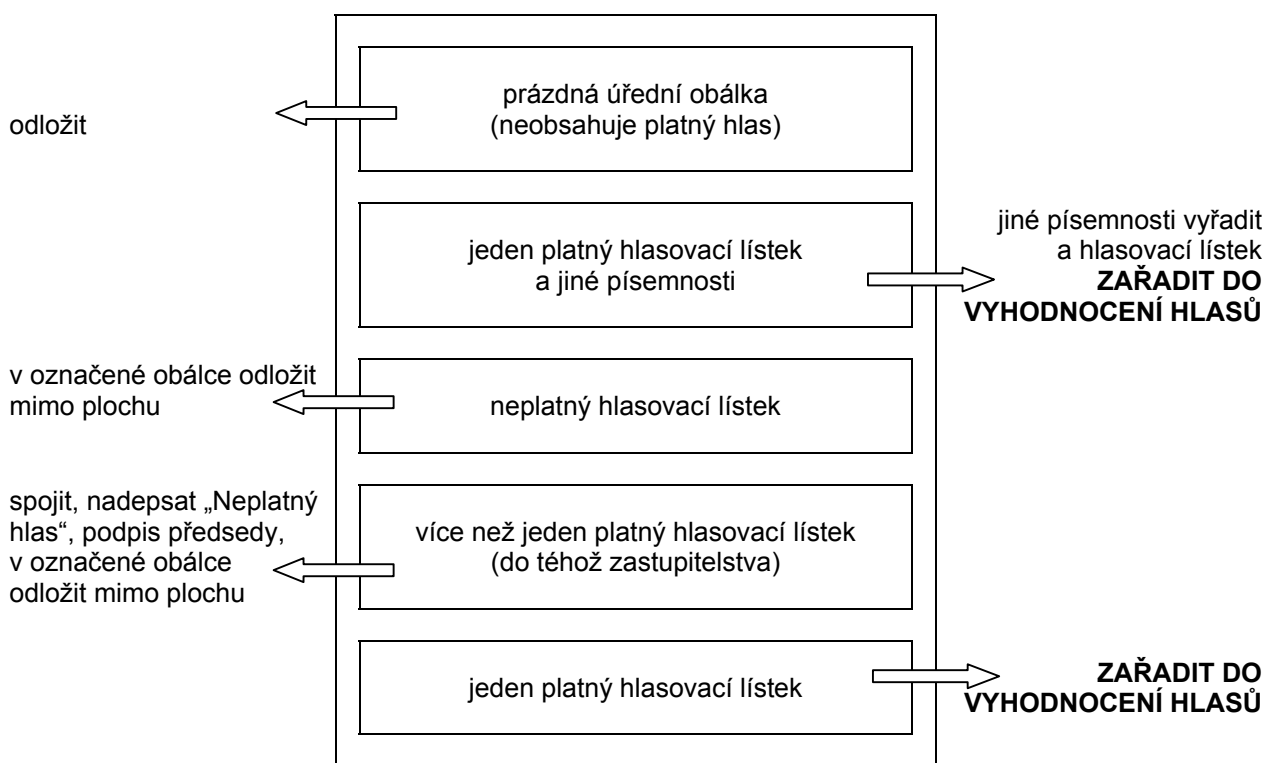 prázdná úřední obálka
(neobsahuje platný hlas)
odložit
jeden platný hlasovací lístek
a jiné písemnosti
jiné písemnosti vyřadit
a hlasovací lístek
ZAŘADIT DO
VYHODNOCENÍ HLASŮ
v označené obálce odložit
mimo plochu
neplatný hlasovací lístek
spojit, nadepsat „Neplatný
hlas“, podpis předsedy,
v označené obálce
odložit mimo plochu
více než jeden platný hlasovací lístek
(do téhož zastupitelstva)
jeden platný hlasovací lístek
ZAŘADIT DO
VYHODNOCENÍ HLASŮ